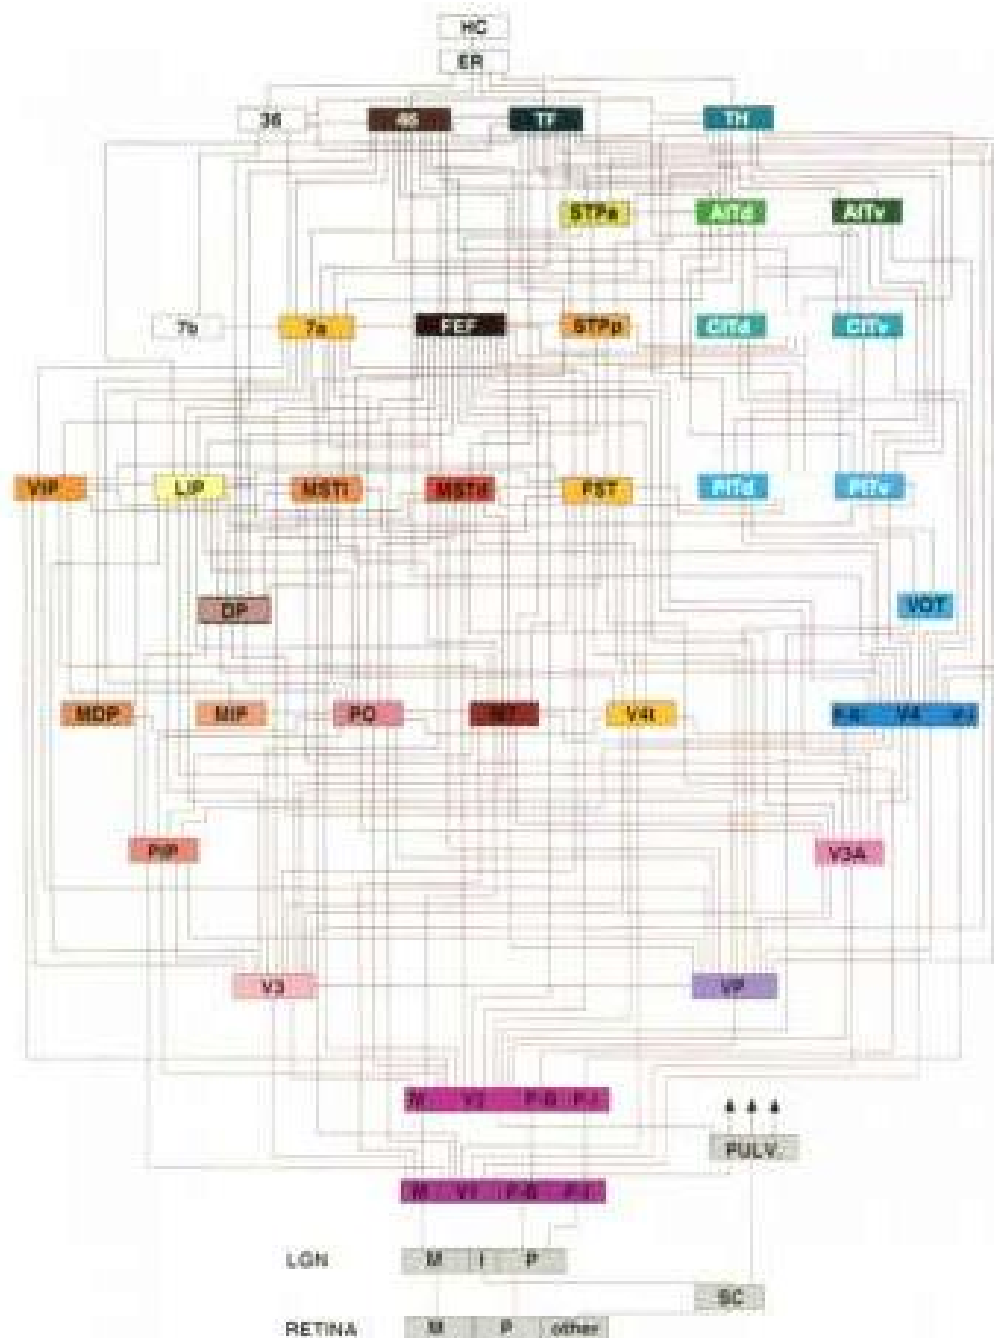 HC
ER
36 46 TF TH
STPa AITd AITv
7b 7a FEF STPp CITd CITv
VIP LIP MSTl MSTd FST PITd PITv
DP VOT
MDP MIP PO MT V4t V4
PIP V3A
V3 VP
M V2 P-B P-I
PULV.
M V1 P-B P-I
LGN M I P
SC
RETINA M P other